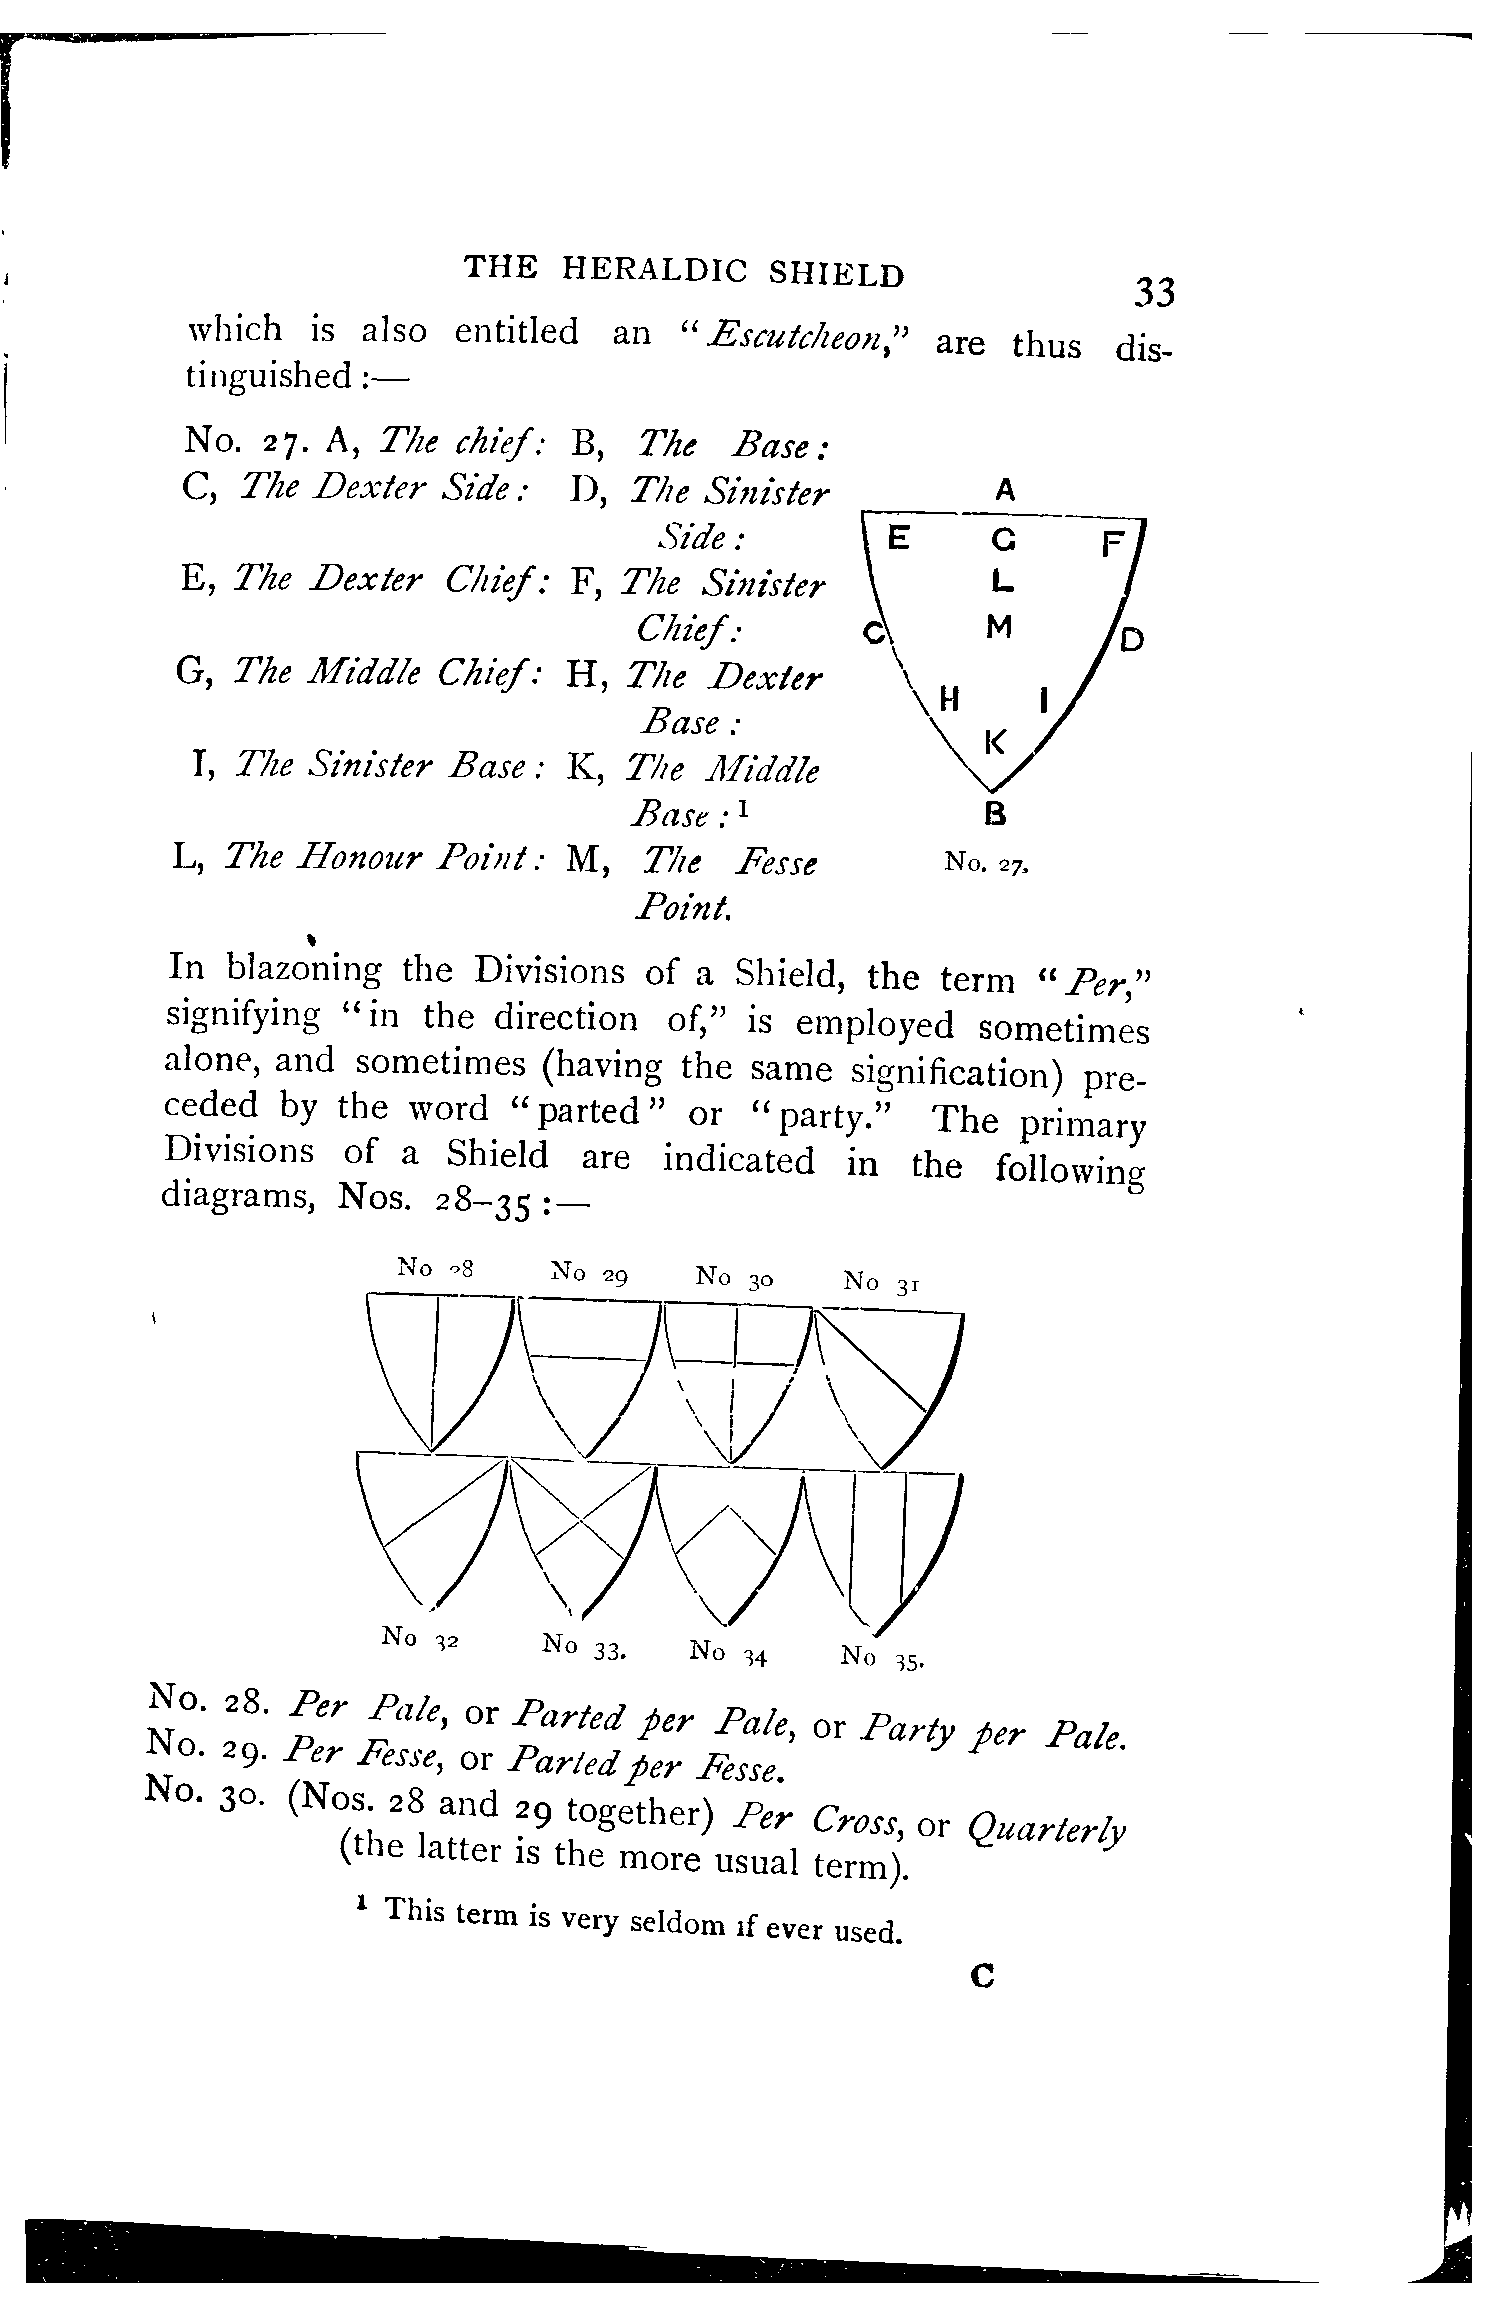 THE HERALDIC SHIELD
33
which is also entitled an “Escutcheon,” are thus dis-
tinguished :—
No. 27. A, The chief: B, The Base:
C, The Dexter Side: D, The Sinister
Side:
E, The Dexter Chief: F, The Sinister
Chief:
G, The Middle Chief: H, The Dexter
Base:
I, The Sinister Base: K, The Middle
Base:¹
L, The Honour Point: M, The Fesse
Point.
A
E G F
L
C M D
H I
K
B
No. 27.
In blazoning the Divisions of a Shield, the term “Per,”
signifying “in the direction of,” is employed sometimes
alone, and sometimes (having the same signification) pre-
ceded by the word “parted” or “party.” The primary
Divisions of a Shield are indicated in the following
diagrams, Nos. 28–35 :—
No 28 No 29 No 30 No 31
No 32 No 33. No 34 No 35.
No. 28. Per Pale, or Parted per Pale, or Party per Pale.
No. 29. Per Fesse, or Parted per Fesse.
No. 30. (Nos. 28 and 29 together) Per Cross, or Quarterly
(the latter is the more usual term).
¹ This term is very seldom if ever used.
C